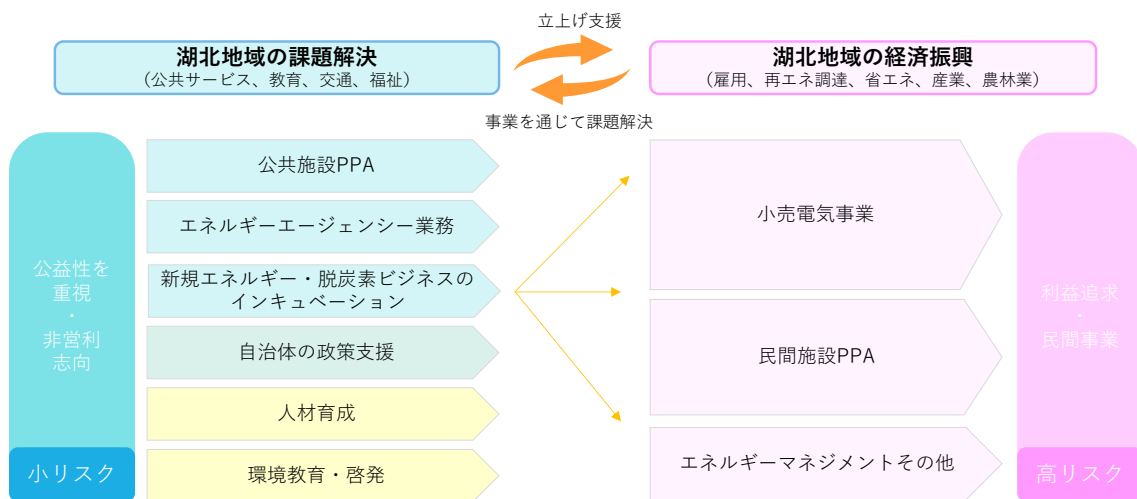 立上げ支援
湖北地域の課題解決
（公共サービス、教育、交通、福祉）
湖北地域の経済振興
（雇用、再エネ調達、省エネ、産業、農林業）
事業を通じて課題解決
公益性を
重視
・
非営利
志向
小リスク
公共施設PPA
エネルギーエージェンシー業務
新規エネルギー・脱炭素ビジネスの
インキュベーション
自治体の政策支援
人材育成
環境教育・啓発
小売電気事業
民間施設PPA
エネルギーマネジメントその他
利益追求
・
民間事業
高リスク